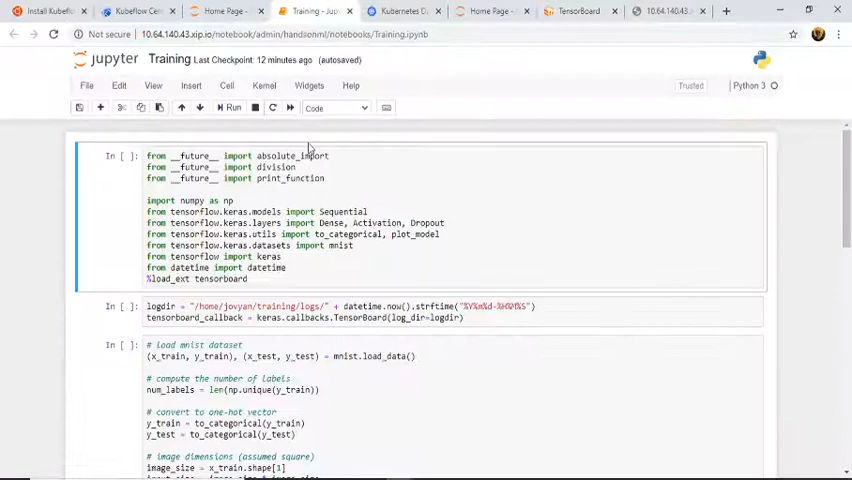 Install Kubefl
Kubeflow Cen
Home Page -
Training - Jup
Kubernetes D
Home Page -
TensorBoard
10.64.140.43.xi
Not secure 10.64.140.43.xip.io/notebook/admin/handsonml/notebooks/Training.ipynb
jupyter Training Last Checkpoint: 12 minutes ago (autosaved)
File Edit View Insert Cell Kernel Widgets Help Trusted Python 3
Run Code
In [ ]: from __future__ import absolute_import
from __future__ import division
from __future__ import print_function
import numpy as np
from tensorflow.keras.models import Sequential
from tensorflow.keras.layers import Dense, Activation, Dropout
from tensorflow.keras.utils import to_categorical, plot_model
from tensorflow.keras.datasets import mnist
from tensorflow import keras
from datetime import datetime
%load_ext tensorboard
In [ ]: logdir = "/home/jovyan/training/logs/" + datetime.now().strftime("%Y%m%d-%H%M%S")
tensorboard_callback = keras.callbacks.TensorBoard(log_dir=logdir)
In [ ]: # load mnist dataset
(x_train, y_train), (x_test, y_test) = mnist.load_data()
# compute the number of labels
num_labels = len(np.unique(y_train))
# convert to one-hot vector
y_train = to_categorical(y_train)
y_test = to_categorical(y_test)
# image dimensions (assumed square)
image_size = x_train.shape[1]